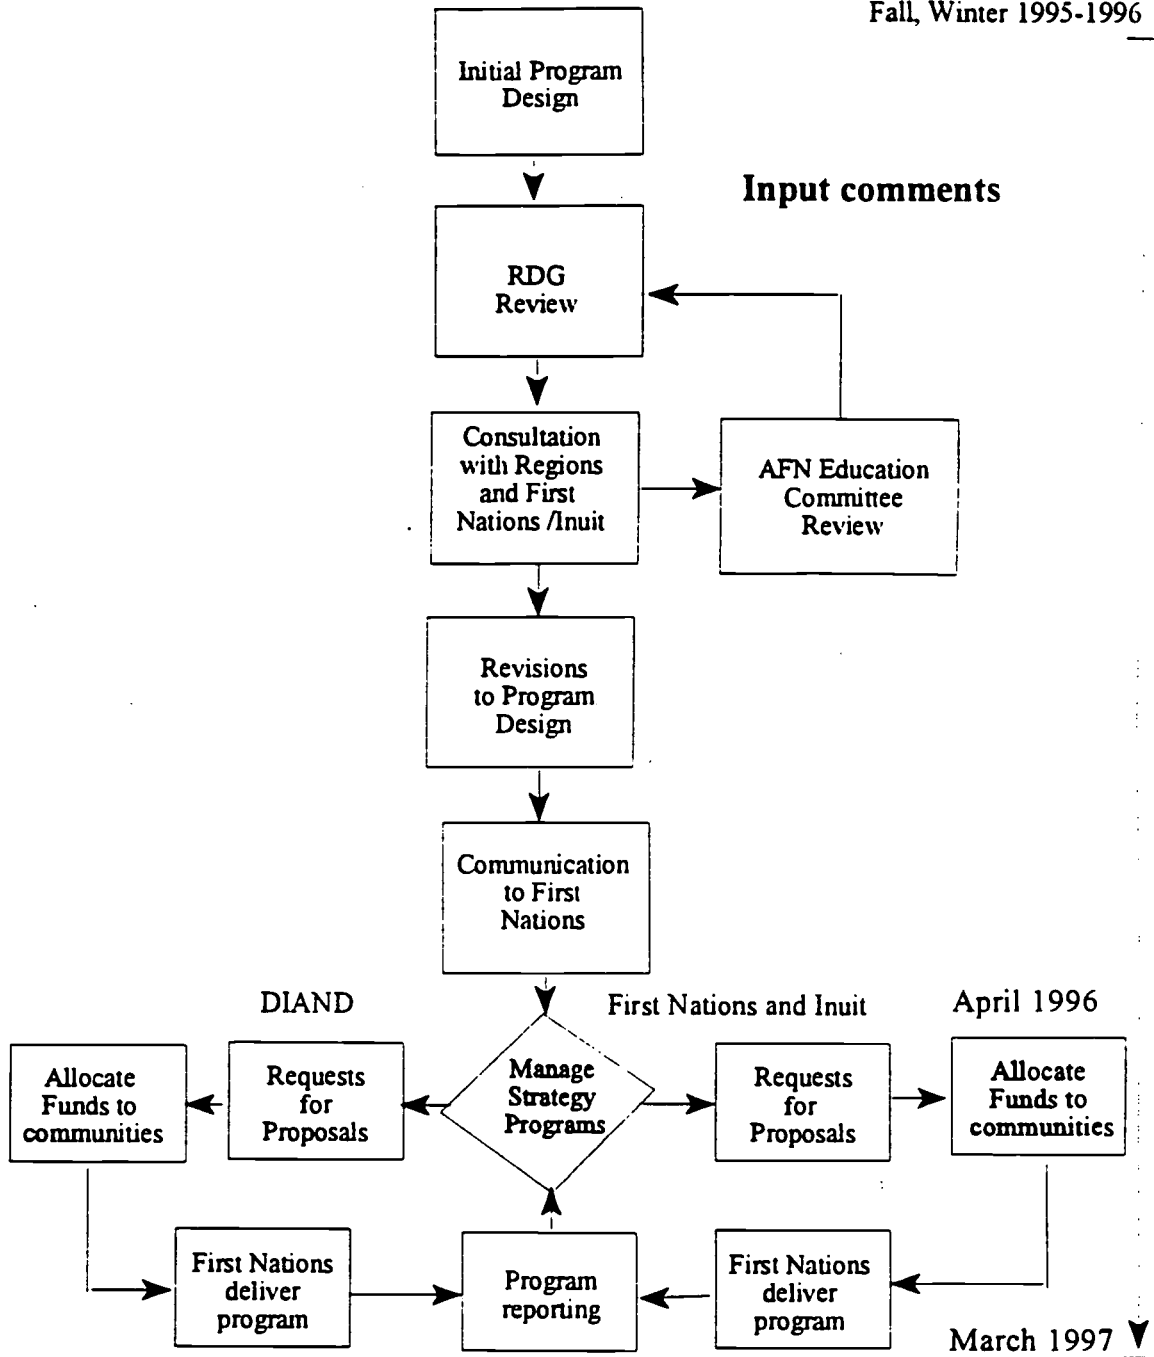 Fall, Winter 1995-1996
Initial Program
Design
Input comments
RDG
Review
Consultation
with Regions
and First
Nations /Inuit
AFN Education
Committee
Review
Revisions
to Program
Design
Communication
to First
Nations
DIAND
First Nations and Inuit
April 1996
Allocate
Funds to
communities
Requests
for
Proposals
Manage
Strategy
Programs
Requests
for
Proposals
Allocate
Funds to
communities
First Nations
deliver
program
Program
reporting
First Nations
deliver
program
March 1997